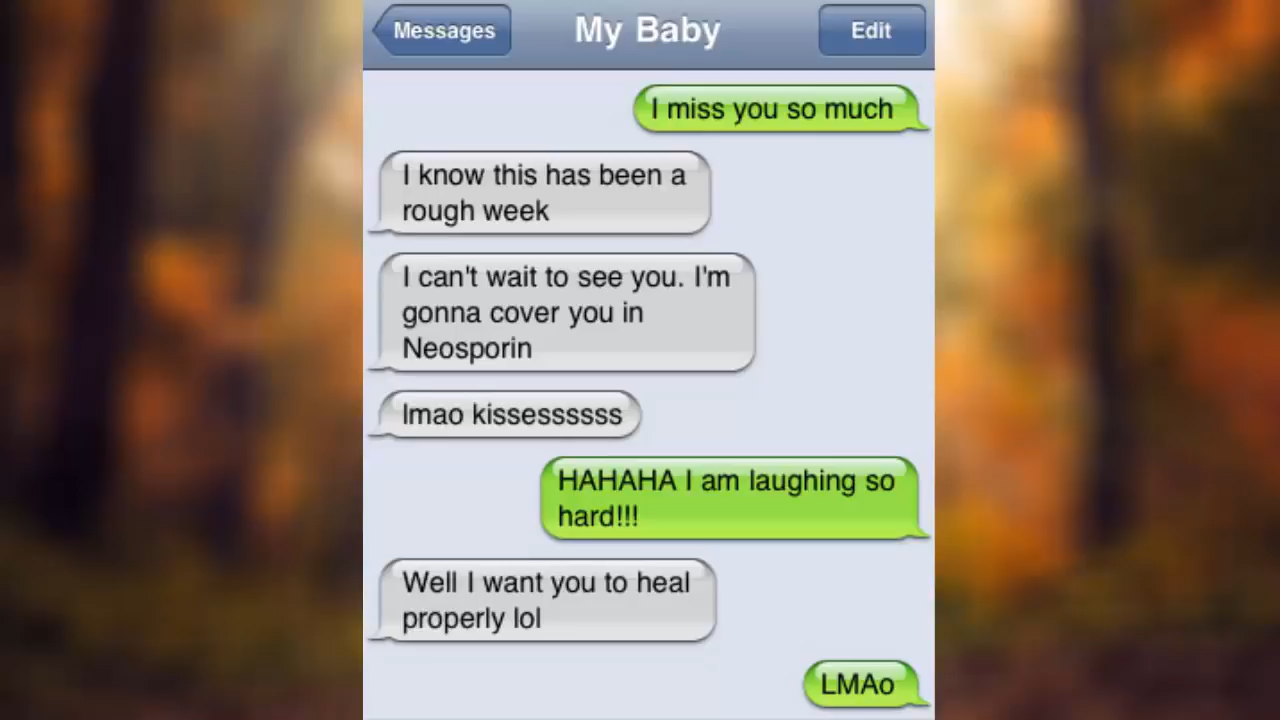 Messages
My Baby
Edit
I miss you so much
I know this has been a
rough week
I can't wait to see you. I'm
gonna cover you in
Neosporin
lmao kissessssss
HAHAHA I am laughing so
hard!!!
Well I want you to heal
properly lol
LMAo